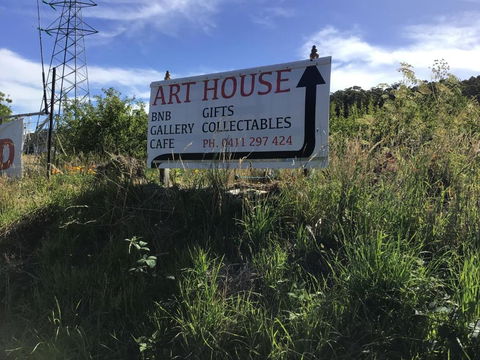 ART HOUSE
BNB GIFTS
GALLERY COLLECTABLES
CAFE PH. 0411 297 424